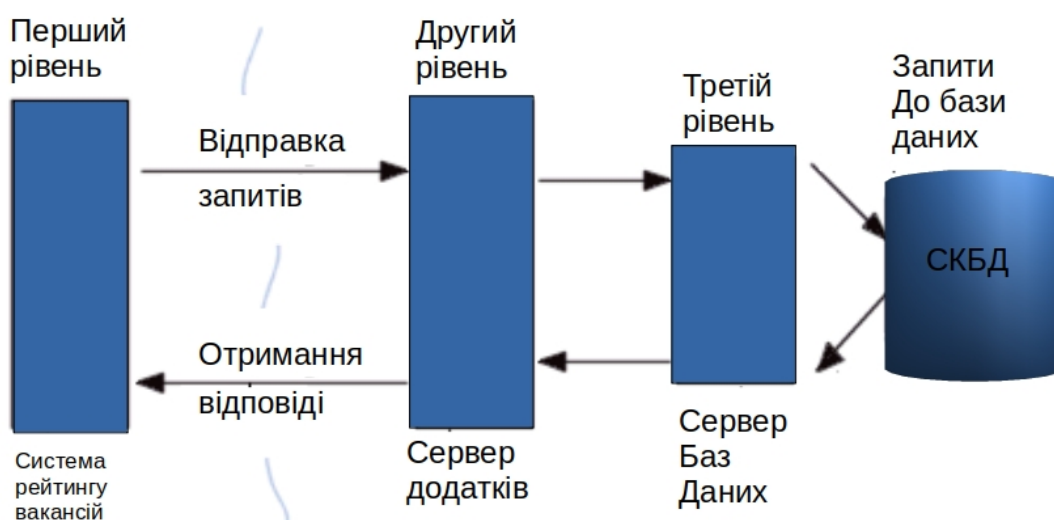 Перший
рівень
Відправка
запитів
Отримання
відповіді
Система
рейтингу
вакансій
Другий
рівень
Сервер
додатків
Третій
рівень
Сервер
Баз
Даних
Запити
До бази
даних
СКБД